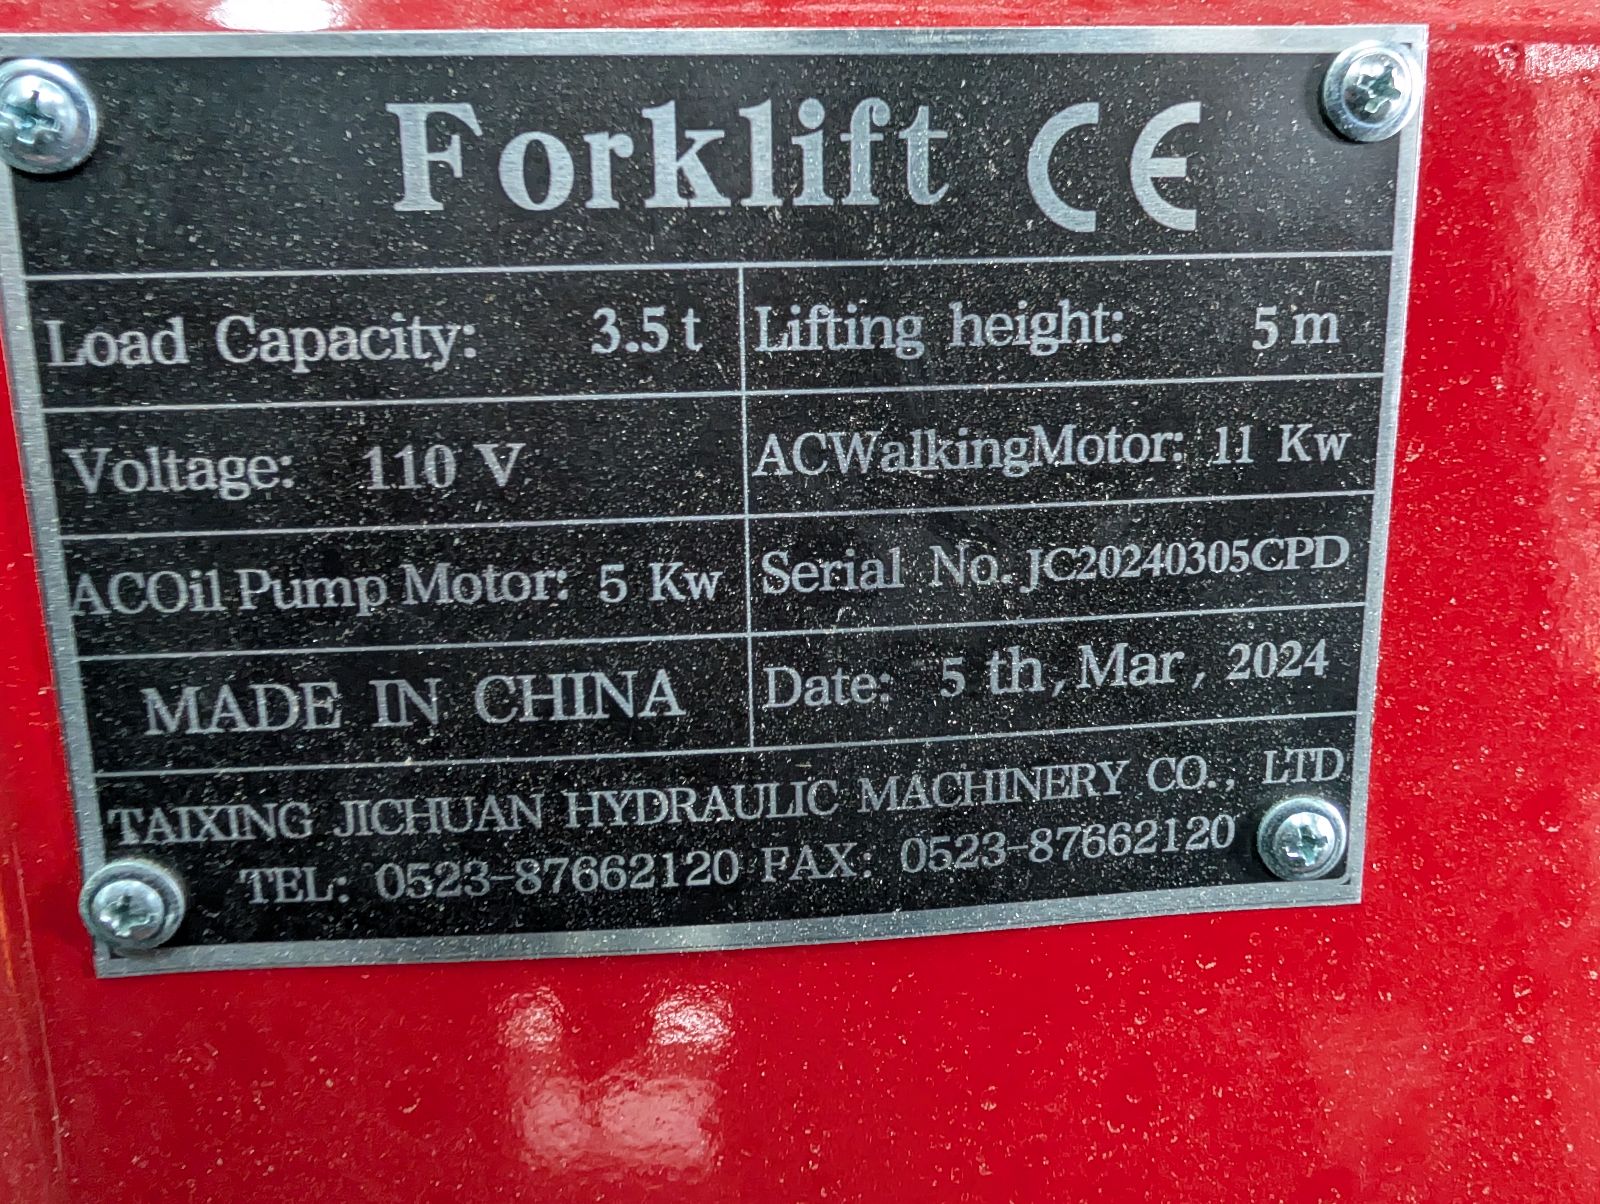 Forklift CE
Load Capacity: 3.5 t
Lifting height: 5 m
Voltage: 110 V
ACWalkingMotor: 11 Kw
ACOil Pump Motor: 5 Kw
Serial No. JC20240305CPD
MADE IN CHINA
Date: 5 th, Mar, 2024
TAIXING JICHUAN HYDRAULIC MACHINERY CO., LTD
TEL: 0523-87662120 FAX: 0523-87662120